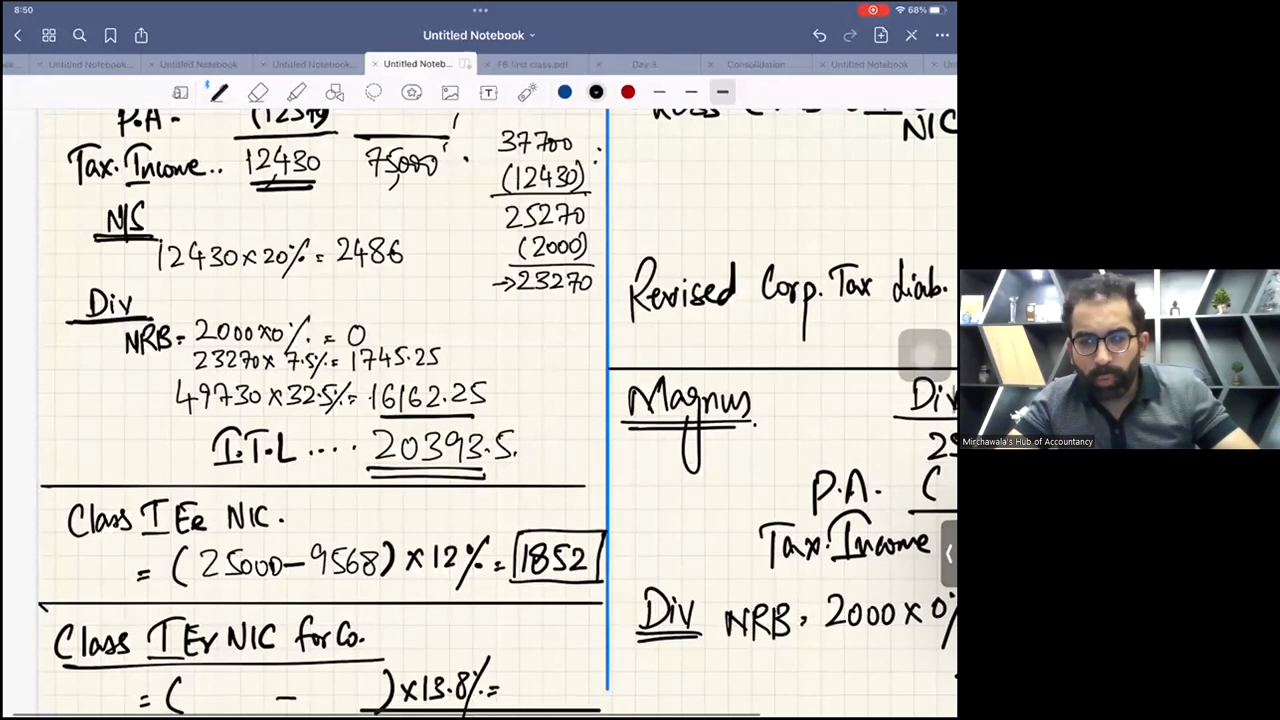 8:50
68%
Untitled Notebook
Untitled Notebook...
Untitled Notebook
Untitled Notebook...
Untitled Noteb...
F6 first class.pdf
Day 3
Consolidation
Untitled Notebook
P.A.
Tax. Income.. 12430 75000
37700
(12430)
25270
(2000)
→23270
N/S
12430 x 20% = 2486
Div
NRB = 2000 x 0% = 0
23270 x 7.5% = 1745.25
49730 x 32.5% = 16162.25
I.T.L .... 20393.5.
Class I Ee NIC.
= (25000 - 9568) x 12% = 1852
Class I Er NIC for Co.
= ( - ) x 13.8% =
NIC
Revised Corp. Tax Liab.
Magnus
Div
P.A. (
Tax. Income
Div NRB = 2000 x 0%
Mirchawala's Hub of Accountancy